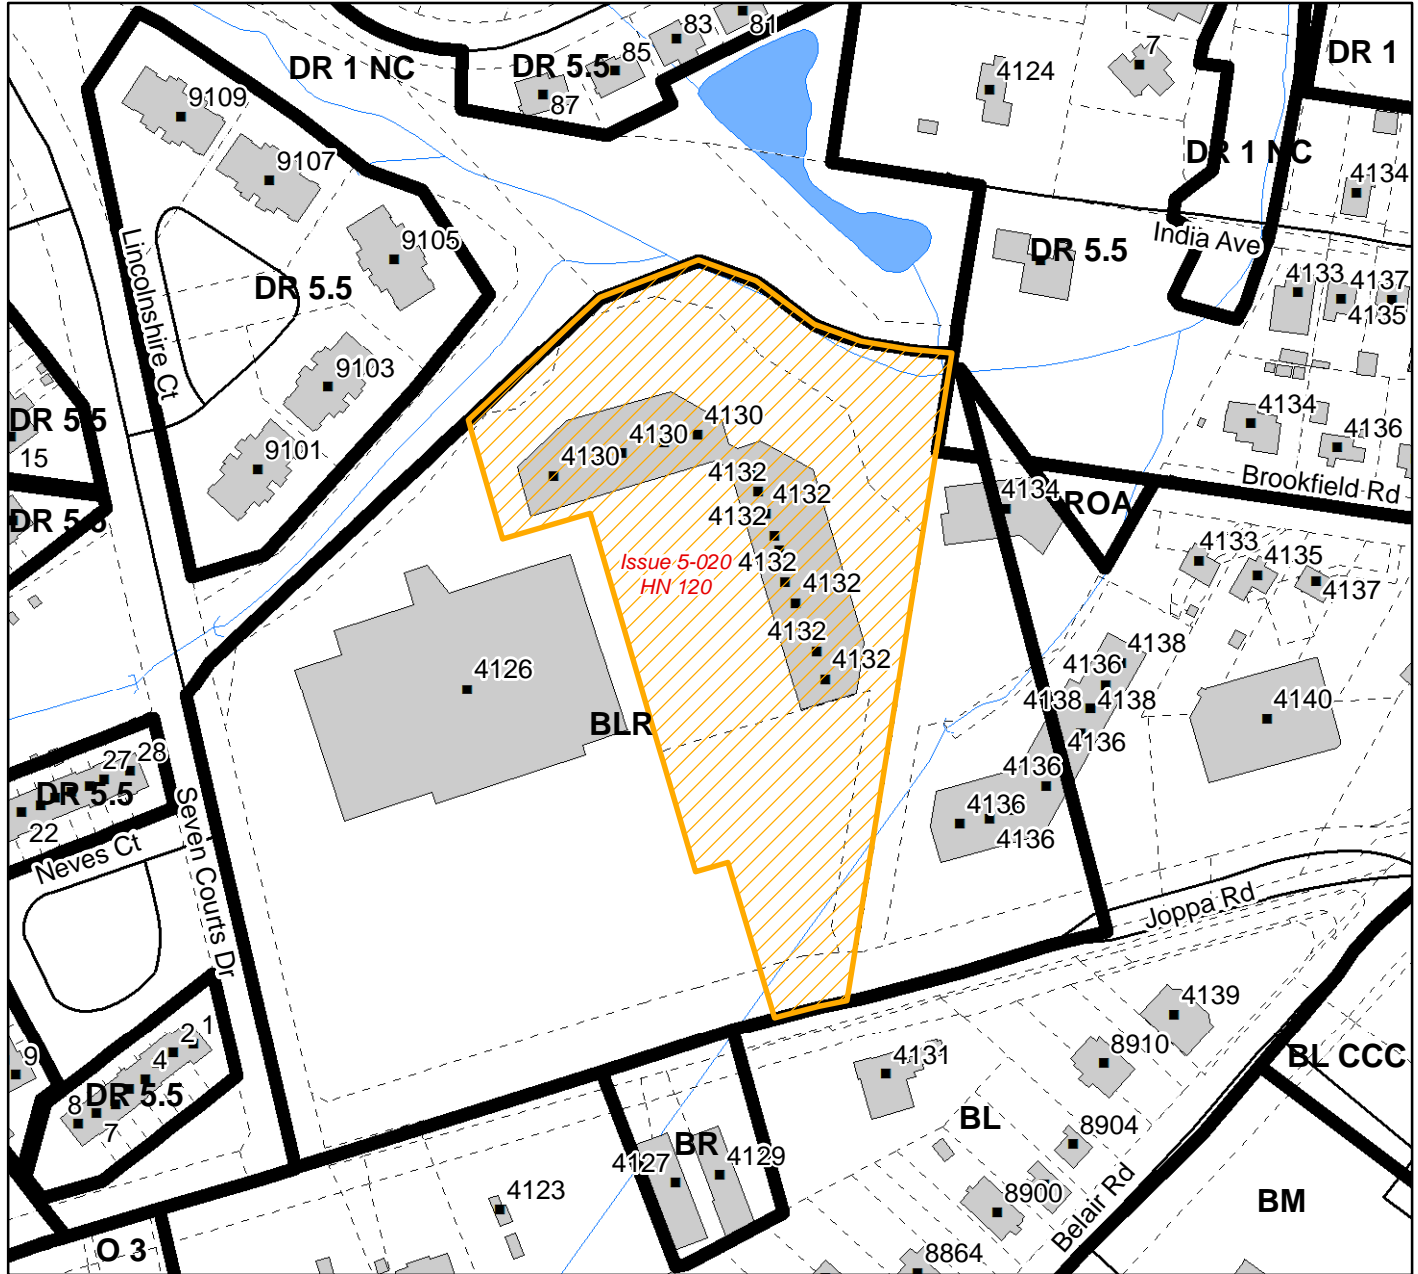 81
83
DR 1 NC
DR 5.5
85
87
4124
7
DR 1
9109
DR 1 NC
9107
4134
India Ave
9105
DR 5.5
DR 5.5
Lincolnshire Ct
4133
4137
4135
9103
DR 5.5
15
4130
4130
4134
4136
9101
4130
4132
4132
Brookfield Rd
4134
ROA
DR 5.5
4132
Issue 5-020
HN 120
4132
4132
4133
4135
4137
4132
4132
4138
4136
4126
4138
4138
4140
BLR
4136
28
27
DR 5.5
22
4136
4136
4136
Neves Ct
Seven Courts Dr
Joppa Rd
4139
2
1
9
4
DR 5.5
8
7
4131
8910
BL CCC
BL
8904
BR
4127
4129
4123
8900
Belair Rd
BM
O 3
8864